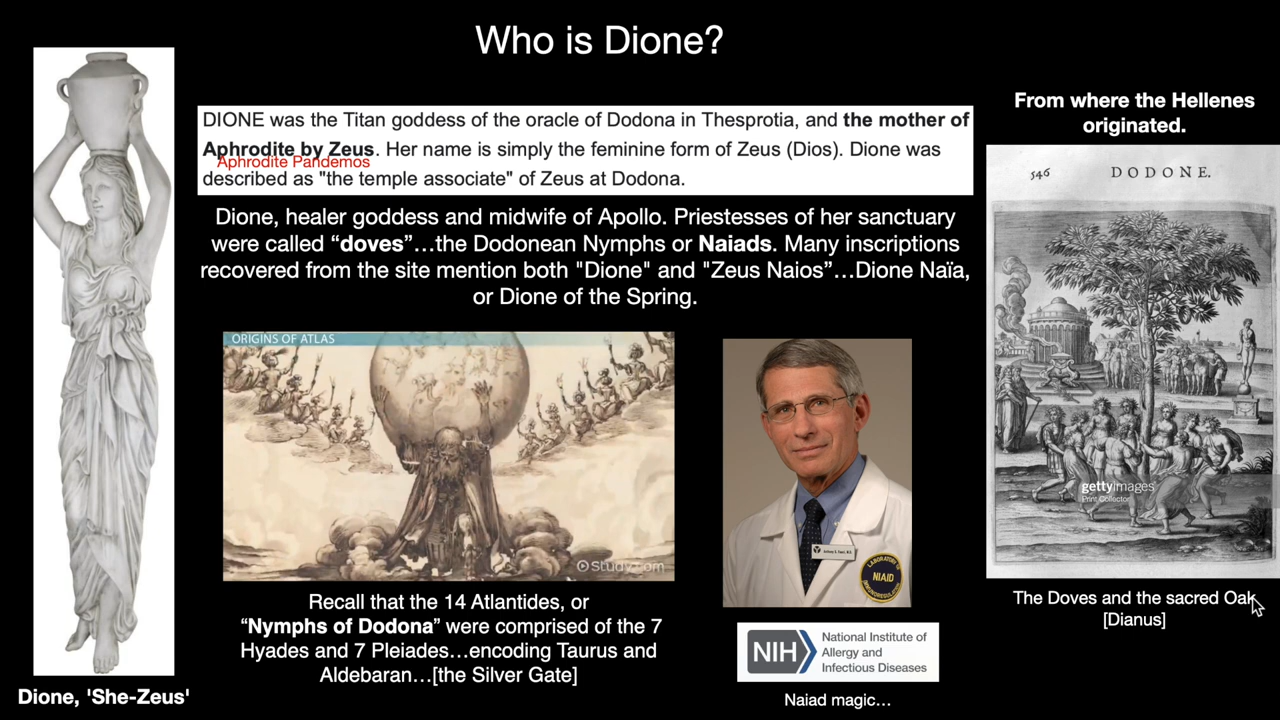 Who is Dione?
DIONE was the Titan goddess of the oracle of Dodona in Thesprotia, and the mother of
Aphrodite by Zeus. Her name is simply the feminine form of Zeus (Dios). Dione was
Aphrodite Pandemos
described as "the temple associate" of Zeus at Dodona.
Dione, healer goddess and midwife of Apollo. Priestesses of her sanctuary
were called “doves”…the Dodonean Nymphs or Naiads. Many inscriptions
recovered from the site mention both "Dione" and "Zeus Naios”…Dione Naïa,
or Dione of the Spring.
ORIGINS OF ATLAS
Study.com
Recall that the 14 Atlantides, or
“Nymphs of Dodona” were comprised of the 7
Hyades and 7 Pleiades…encoding Taurus and
Aldebaran…[the Silver Gate]
Dione, 'She-Zeus'
Anthony S. Fauci, M.D.
LABORATORY OF
NIAID
IMMUNOREGULATION
NIH
National Institute of
Allergy and
Infectious Diseases
Naiad magic…
From where the Hellenes
originated.
546
DODONE.
gettyimages
Print Collector
The Doves and the sacred Oak
[Dianus]